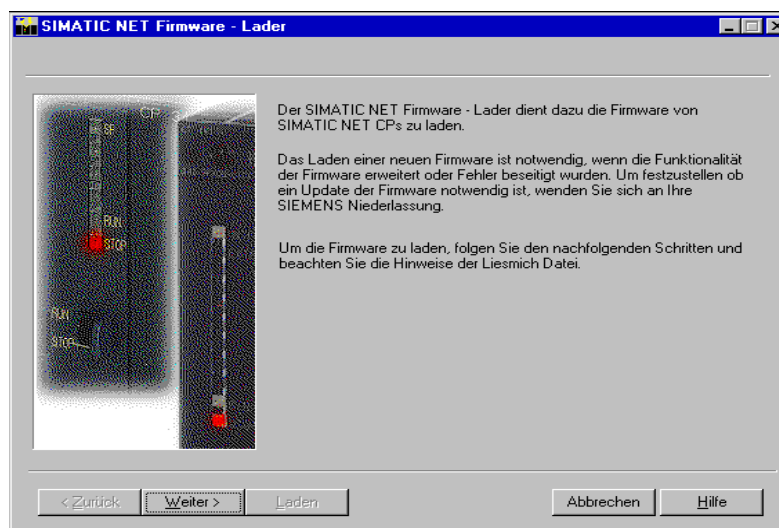 SIMATIC NET Firmware - Lader
Der SIMATIC NET Firmware - Lader dient dazu die Firmware von
SIMATIC NET CPs zu laden.
Das Laden einer neuen Firmware ist notwendig, wenn die Funktionalität
der Firmware erweitert oder Fehler beseitigt wurden. Um festzustellen ob
ein Update der Firmware notwendig ist, wenden Sie sich an Ihre
SIEMENS Niederlassung.
Um die Firmware zu laden, folgen Sie den nachfolgenden Schritten und
beachten Sie die Hinweise der Liesmich Datei.
CP
SF
RUN
STOP
RUN
STOP
< Zurück
Weiter >
Laden
Abbrechen
Hilfe